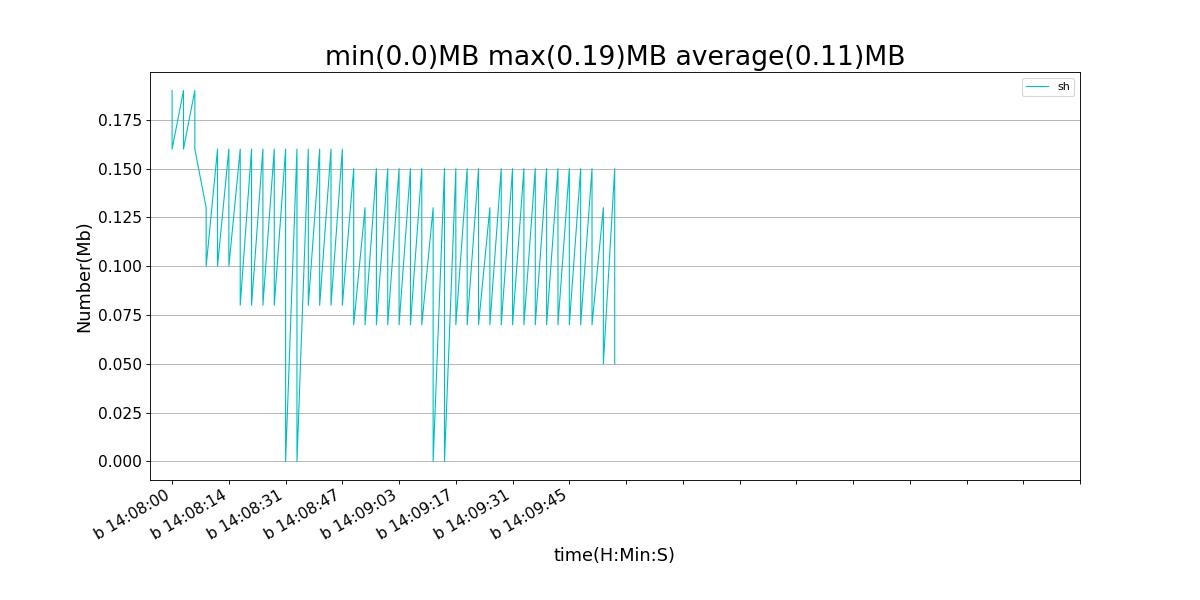 min(0.0)MB max(0.19)MB average(0.11)MB
sh
Number(Mb)
0.175
0.150
0.125
0.100
0.075
0.050
0.025
0.000
b 14:08:00
b 14:08:14
b 14:08:31
b 14:08:47
b 14:09:03
b 14:09:17
b 14:09:31
b 14:09:45
time(H:Min:S)